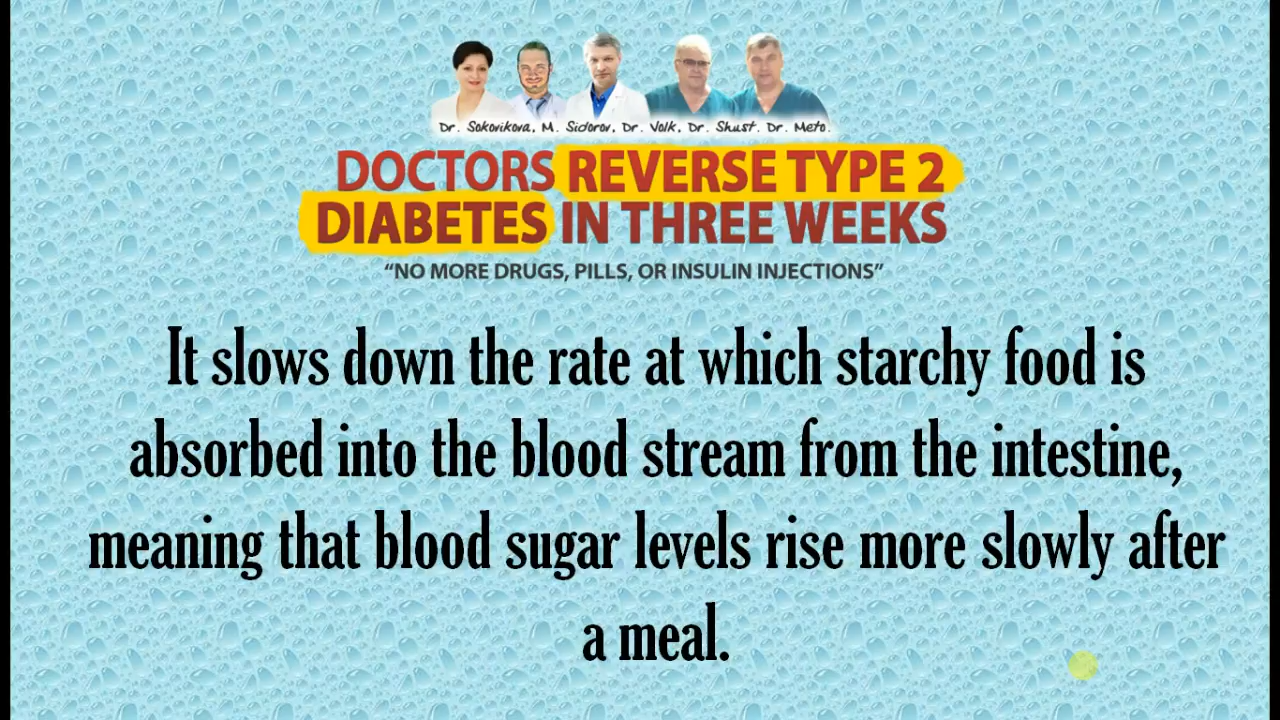 Dr. Sokovikova, M. Sidorov, Dr. Volk, Dr. Shust, Dr. Meto.
DOCTORS REVERSE TYPE 2
DIABETES IN THREE WEEKS
“NO MORE DRUGS, PILLS, OR INSULIN INJECTIONS”
It slows down the rate at which starchy food is
absorbed into the blood stream from the intestine,
meaning that blood sugar levels rise more slowly after
a meal.